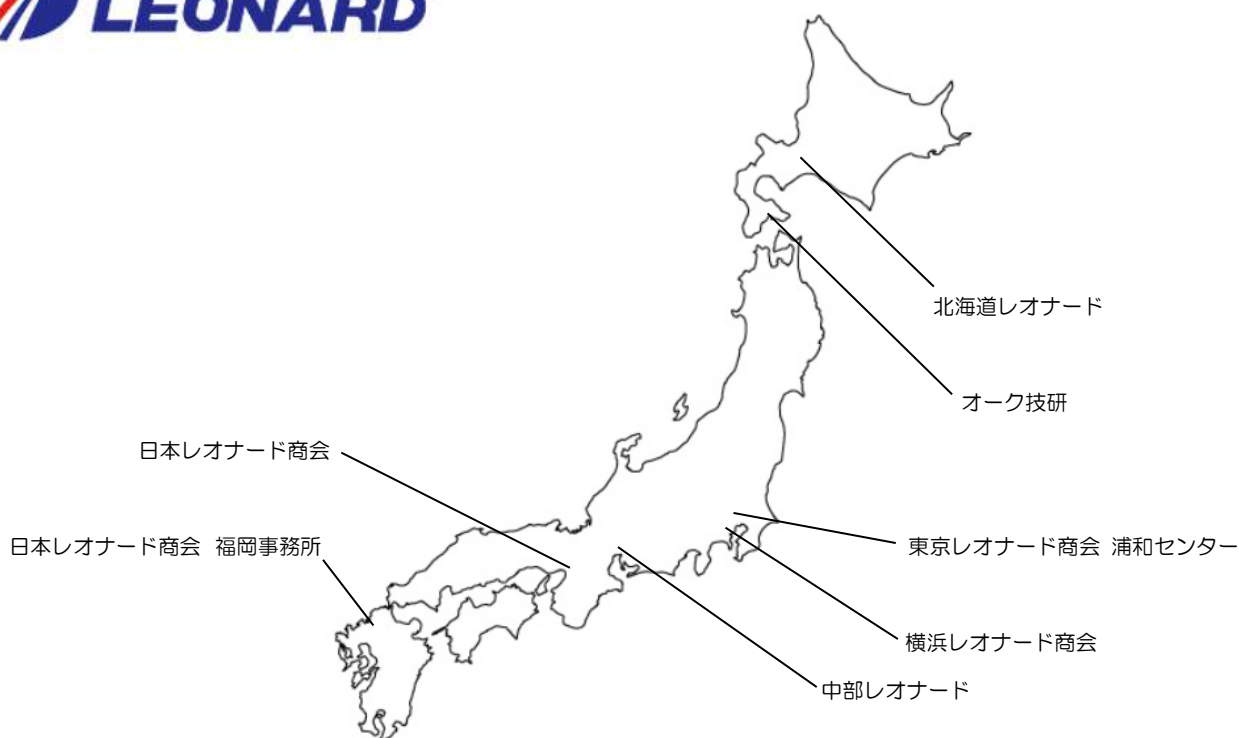 LEONARD
北海道レオナード
オーク技研
日本レオナード商会
日本レオナード商会 福岡事務所
東京レオナード商会 浦和センター
横浜レオナード商会
中部レオナード